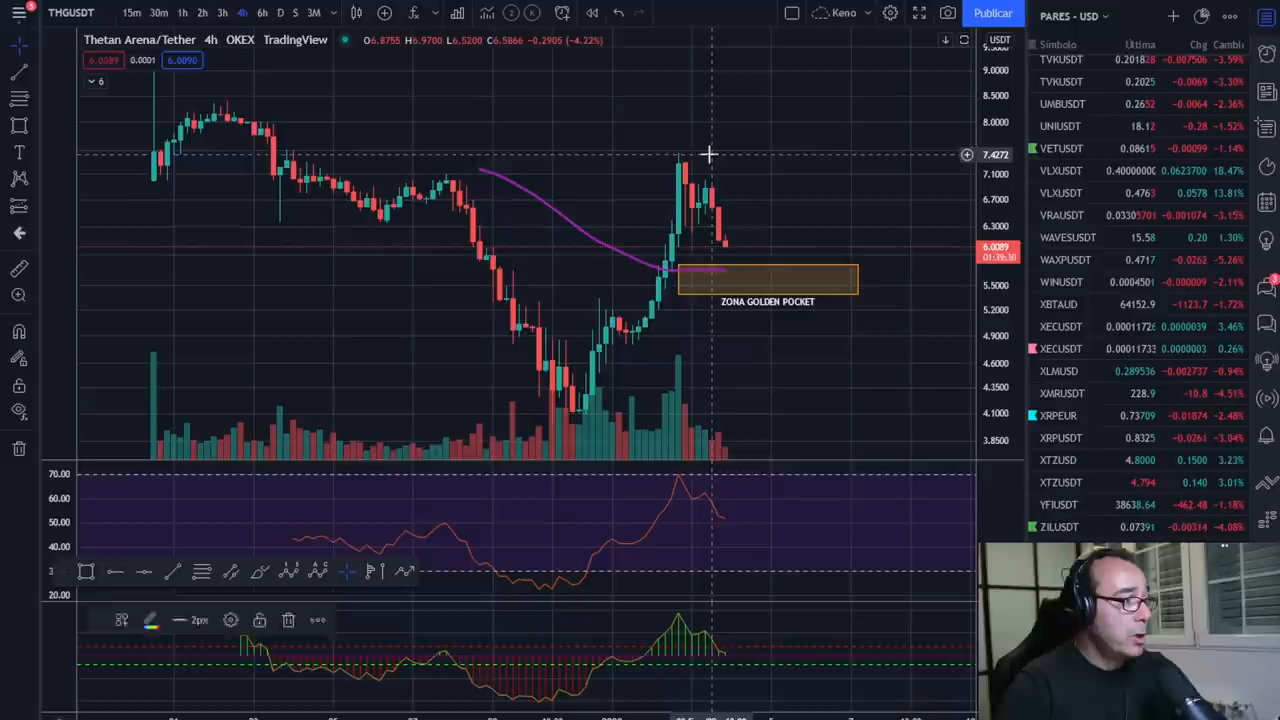 THGUSDT 15m 30m 1h 2h 3h 4h 6h D S 3M Keno Publicar
Thetan Arena/Tether 4h OKEX TradingView O6.8755 H6.9700 L6.5200 C6.5866 -0.2905 (-4.22%)
6.0089 0.0001 6.0090
6
USDT
9.0000
8.5000
8.0000
7.4272
7.1000
6.7000
6.3000
6.0089
01:39:30
5.5000
5.2000
4.9000
4.6000
4.3500
4.1000
3.8500
ZONA GOLDEN POCKET
70.00
60.00
50.00
40.00
20.00
2px
PARES - USD
Símbolo Última Chg Cambio
TVKUSDT 0.201828 -0.007506 -3.59%
TVKUSDT 0.2025 -0.0069 -3.30%
UMBUSDT 0.2652 -0.0064 -2.36%
UNIUSDT 18.12 -0.28 -1.52%
VETUSDT 0.08615 -0.00099 -1.14%
VLXUSDT 0.40000000 0.0623700 18.47%
VLXUSDT 0.4763 0.0578 13.81%
VRAUSDT 0.03305701 -0.001074 -3.15%
WAVESUSDT 15.58 0.20 1.30%
WAXPUSDT 0.4717 -0.0262 -5.26%
WINUSDT 0.0004501 -0.000009 -2.11%
XBTAUD 64152.9 -1123.7 -1.72%
XECUSDT 0.00011726 0.0000039 3.46%
XECUSDT 0.00011733 0.0000003 0.26%
XLMUSD 0.289536 -0.002737 -0.94%
XMRUSDT 228.9 -10.8 -4.51%
XRPEUR 0.73709 -0.01874 -2.48%
XRPUSDT 0.8325 -0.0261 -3.04%
XTZUSD 4.8000 0.1500 3.23%
XTZUSDT 4.794 0.140 3.01%
YFIUSDT 38638.64 -462.48 -1.18%
ZILUSDT 0.07391 -0.00314 -4.08%